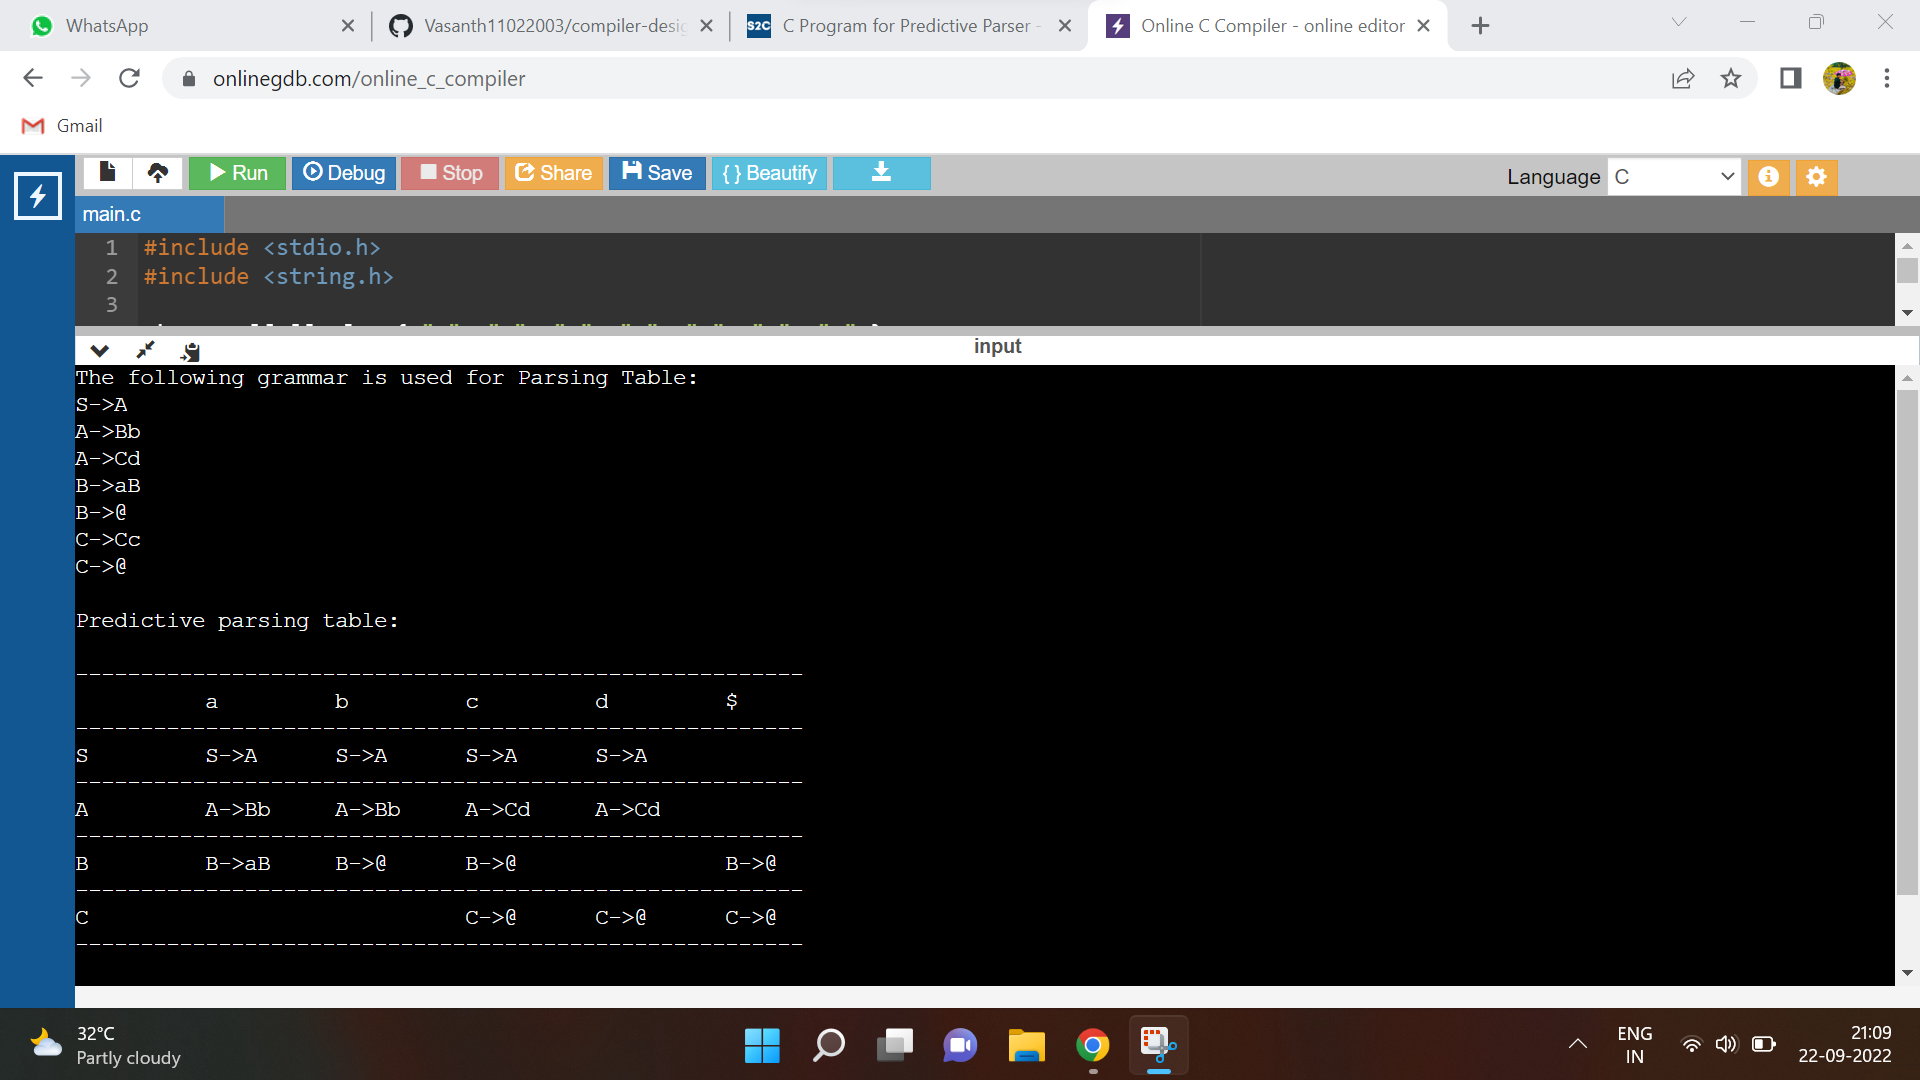 WhatsApp
Vasanth11022003/compiler-desig
S2C C Program for Predictive Parser -
Online C Compiler - online editor
onlinegdb.com/online_c_compiler
Gmail
Run Debug Stop Share Save { } Beautify
Language C
main.c
1 #include <stdio.h>
2 #include <string.h>
3
input
The following grammar is used for Parsing Table:
S->A
A->Bb
A->Cd
B->aB
B->@
C->Cc
C->@
Predictive parsing table:
--------------------------------------------------------
a b c d $
--------------------------------------------------------
S S->A S->A S->A S->A
--------------------------------------------------------
A A->Bb A->Bb A->Cd A->Cd
--------------------------------------------------------
B B->aB B->@ B->@ B->@
--------------------------------------------------------
C C->@ C->@ C->@
--------------------------------------------------------
32°C
Partly cloudy
ENG
IN
21:09
22-09-2022